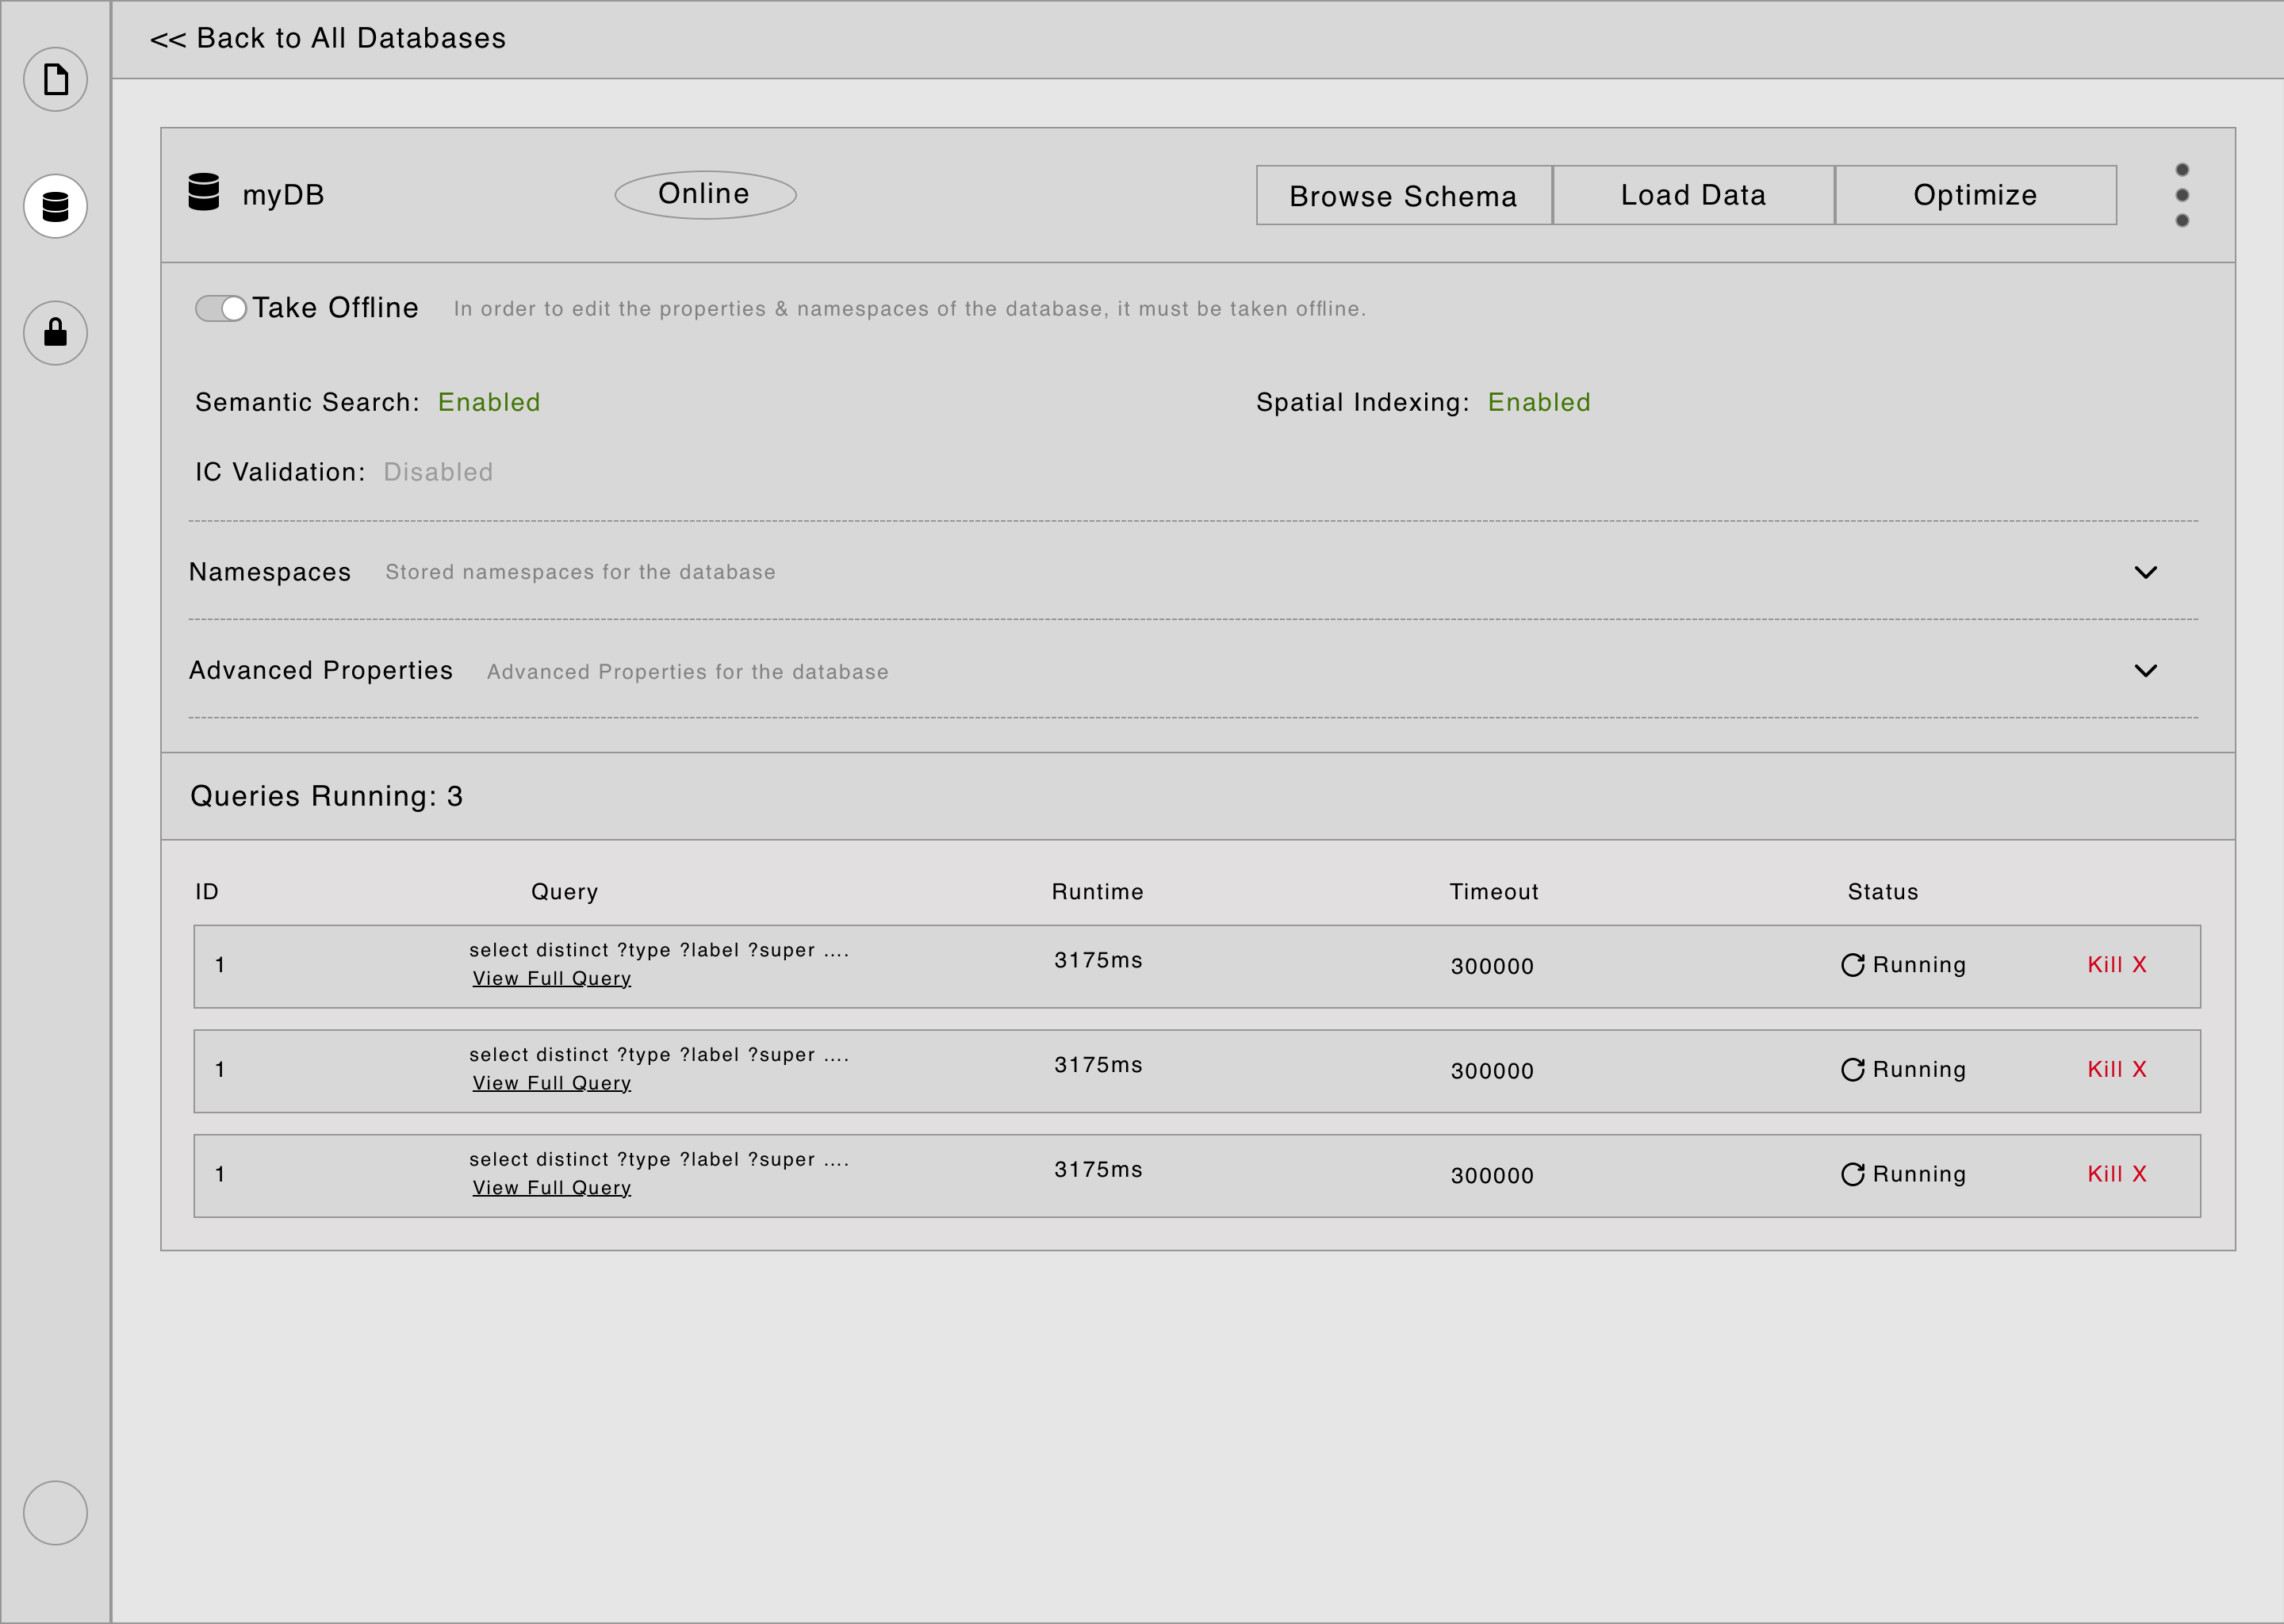 << Back to All Databases
myDB
Online
Browse Schema
Load Data
Optimize
Take Offline
In order to edit the properties & namespaces of the database, it must be taken offline.
Semantic Search: Enabled
Spatial Indexing: Enabled
IC Validation: Disabled
Namespaces
Stored namespaces for the database
Advanced Properties
Advanced Properties for the database
Queries Running: 3
ID
Query
Runtime
Timeout
Status
1
select distinct ?type ?label ?super ....
View Full Query
3175ms
300000
Running
Kill X
1
select distinct ?type ?label ?super ....
View Full Query
3175ms
300000
Running
Kill X
1
select distinct ?type ?label ?super ....
View Full Query
3175ms
300000
Running
Kill X